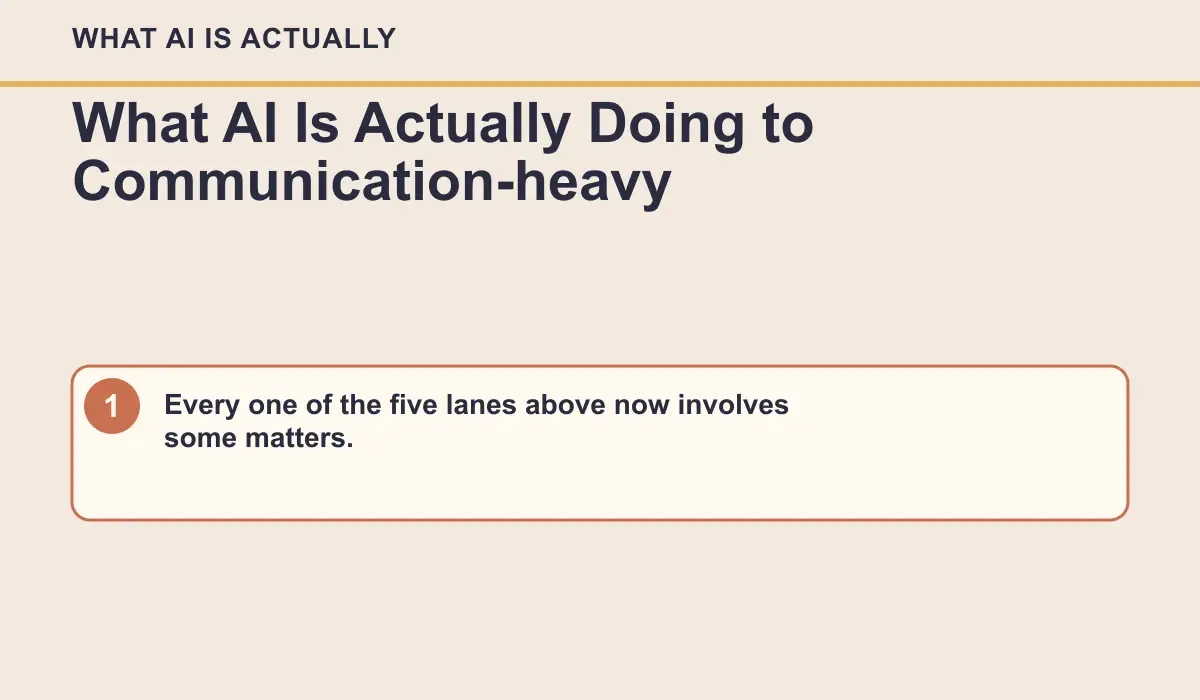 WHAT AI IS ACTUALLY
What AI Is Actually Doing to
Communication-heavy
1
Every one of the five lanes above now involves
some matters.